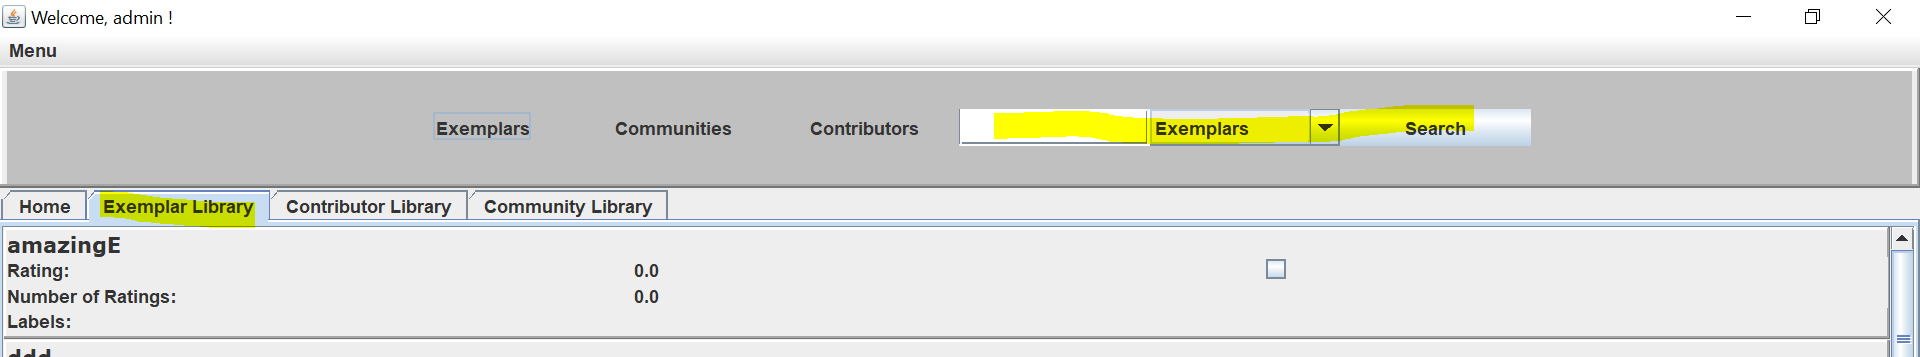 Welcome, admin !
Menu
Exemplars Communities Contributors Exemplars Search
Home Exemplar Library Contributor Library Community Library
amazingE
Rating: 0.0
Number of Ratings: 0.0
Labels:
ddd